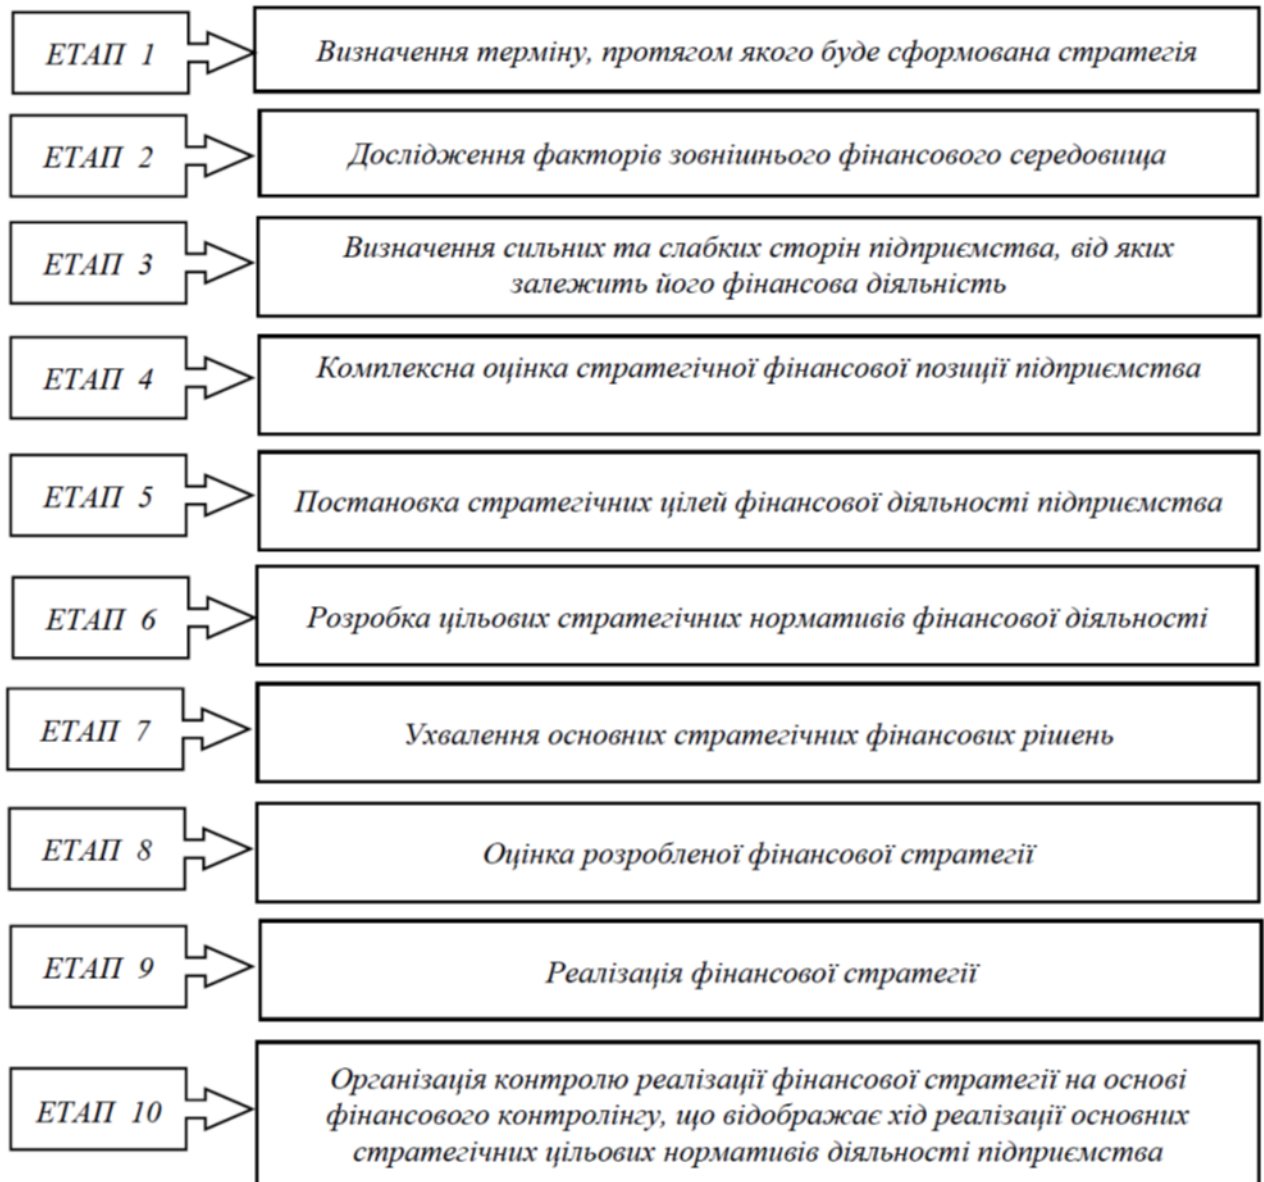 ЕТАП 1
Визначення терміну, протягом якого буде сформована стратегія
ЕТАП 2
Дослідження факторів зовнішнього фінансового середовища
ЕТАП 3
Визначення сильних та слабких сторін підприємства, від яких
залежить його фінансова діяльність
ЕТАП 4
Комплексна оцінка стратегічної фінансової позиції підприємства
ЕТАП 5
Постановка стратегічних цілей фінансової діяльності підприємства
ЕТАП 6
Розробка цільових стратегічних нормативів фінансової діяльності
ЕТАП 7
Ухвалення основних стратегічних фінансових рішень
ЕТАП 8
Оцінка розробленої фінансової стратегії
ЕТАП 9
Реалізація фінансової стратегії
ЕТАП 10
Організація контролю реалізації фінансової стратегії на основі
фінансового контролінгу, що відображає хід реалізації основних
стратегічних цільових нормативів діяльності підприємства